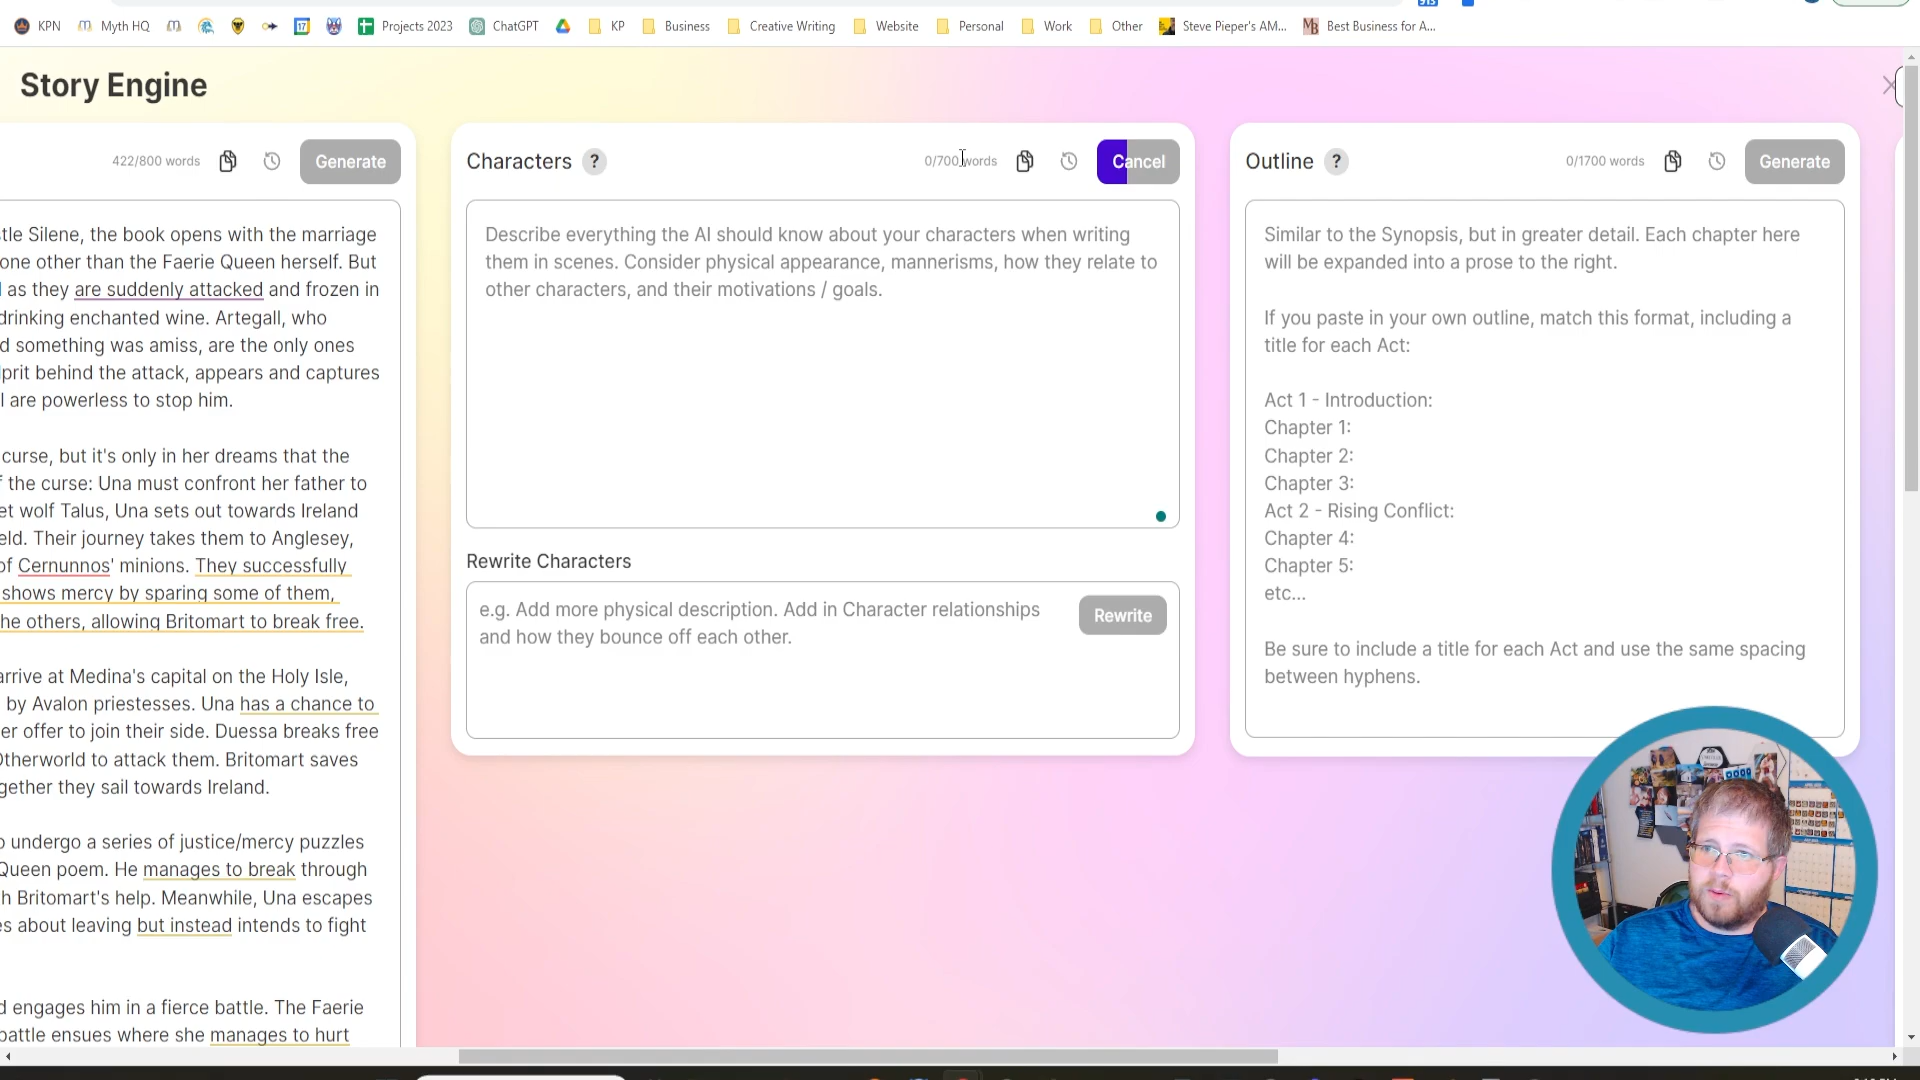 KPN
Myth HQ
17
Projects 2023
ChatGPT
KP
Business
Creative Writing
Website
Personal
Work
Other
Steve Pieper's AM...
Best Business for A...
Story Engine
422/800 words
Generate
Characters ?
0/700 words
Cancel
Outline ?
0/1700 words
Generate
tle Silene, the book opens with the marriage
one other than the Faerie Queen herself. But
as they are suddenly attacked and frozen in
drinking enchanted wine. Artegall, who
d something was amiss, are the only ones
prit behind the attack, appears and captures
l are powerless to stop him.
curse, but it's only in her dreams that the
f the curse: Una must confront her father to
et wolf Talus, Una sets out towards Ireland
eld. Their journey takes them to Anglesey,
of Cernunnos' minions. They successfully
shows mercy by sparing some of them,
he others, allowing Britomart to break free.
arrive at Medina's capital on the Holy Isle,
by Avalon priestesses. Una has a chance to
er offer to join their side. Duessa breaks free
Otherworld to attack them. Britomart saves
gether they sail towards Ireland.
o undergo a series of justice/mercy puzzles
Queen poem. He manages to break through
h Britomart's help. Meanwhile, Una escapes
es about leaving but instead intends to fight
d engages him in a fierce battle. The Faerie
battle ensues where she manages to hurt
Describe everything the AI should know about your characters when writing
them in scenes. Consider physical appearance, mannerisms, how they relate to
other characters, and their motivations / goals.
Rewrite Characters
e.g. Add more physical description. Add in Character relationships
and how they bounce off each other.
Rewrite
Similar to the Synopsis, but in greater detail. Each chapter here
will be expanded into a prose to the right.
If you paste in your own outline, match this format, including a
title for each Act:
Act 1 - Introduction:
Chapter 1:
Chapter 2:
Chapter 3:
Act 2 - Rising Conflict:
Chapter 4:
Chapter 5:
etc...
Be sure to include a title for each Act and use the same spacing
between hyphens.